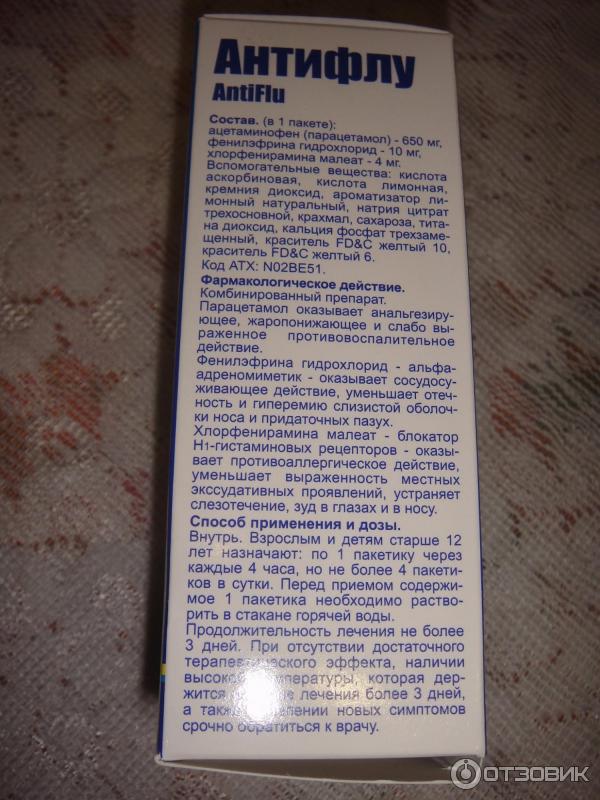 Антифлу
AntiFlu
Состав. (в 1 пакете):
ацетаминофен (парацетамол) - 650 мг,
фенилэфрина гидрохлорид - 10 мг,
хлорфенирамина малеат - 4 мг.
Вспомогательные вещества: кислота
аскорбиновая, кислота лимонная,
кремния диоксид, ароматизатор ли-
монный натуральный, натрия цитрат
трехосновной, крахмал, сахароза, тита-
на диоксид, кальция фосфат трехзаме-
щенный, краситель FD&C желтый 10,
краситель FD&C желтый 6.
Код АТХ: N02BE51.
Фармакологическое действие.
Комбинированный препарат.
Парацетамол оказывает анальгезиру-
ющее, жаропонижающее и слабо вы-
раженное противовоспалительное
действие.
Фенилэфрина гидрохлорид - альфа-
адреномиметик - оказывает сосудосу-
живающее действие, уменьшает отеч-
ность и гиперемию слизистой оболоч-
ки носа и придаточных пазух.
Хлорфенирамина малеат - блокатор
H1-гистаминовых рецепторов - оказы-
вает противоаллергическое действие,
уменьшает выраженность местных
экссудативных проявлений, устраняет
слезотечение, зуд в глазах и в носу.
Способ применения и дозы.
Внутрь. Взрослым и детям старше 12
лет назначают: по 1 пакетику через
каждые 4 часа, но не более 4 пакети-
ков в сутки. Перед приемом содержи-
мое 1 пакетика необходимо раство-
рить в стакане горячей воды.
Продолжительность лечения не более
3 дней. При отсутствии достаточного
терапевтического эффекта, наличии
высокой температуры, которая дер-
жится лечения более 3 дней,
а также новых симптомов
срочно обратиться к врачу.
ОТЗОВИК